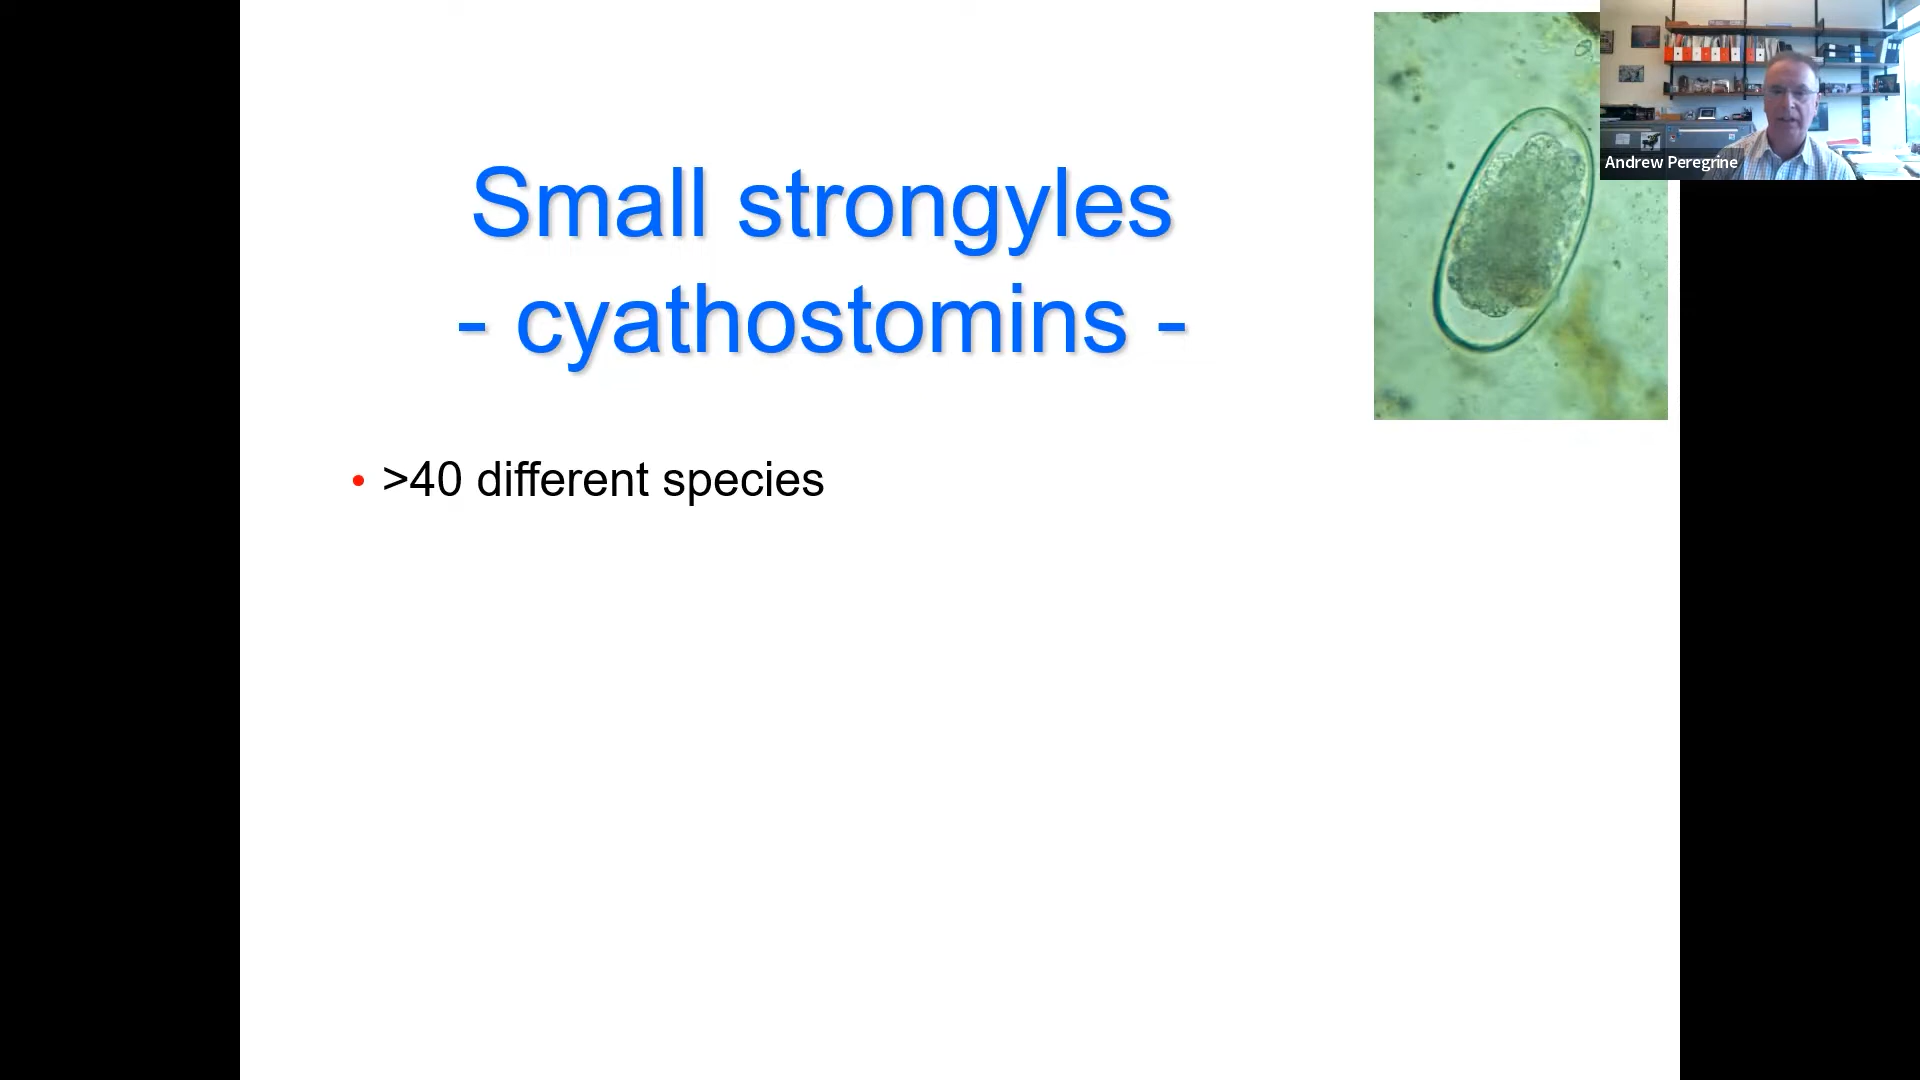 Small strongyles
- cyathostomins -
• >40 different species
Andrew Peregrine